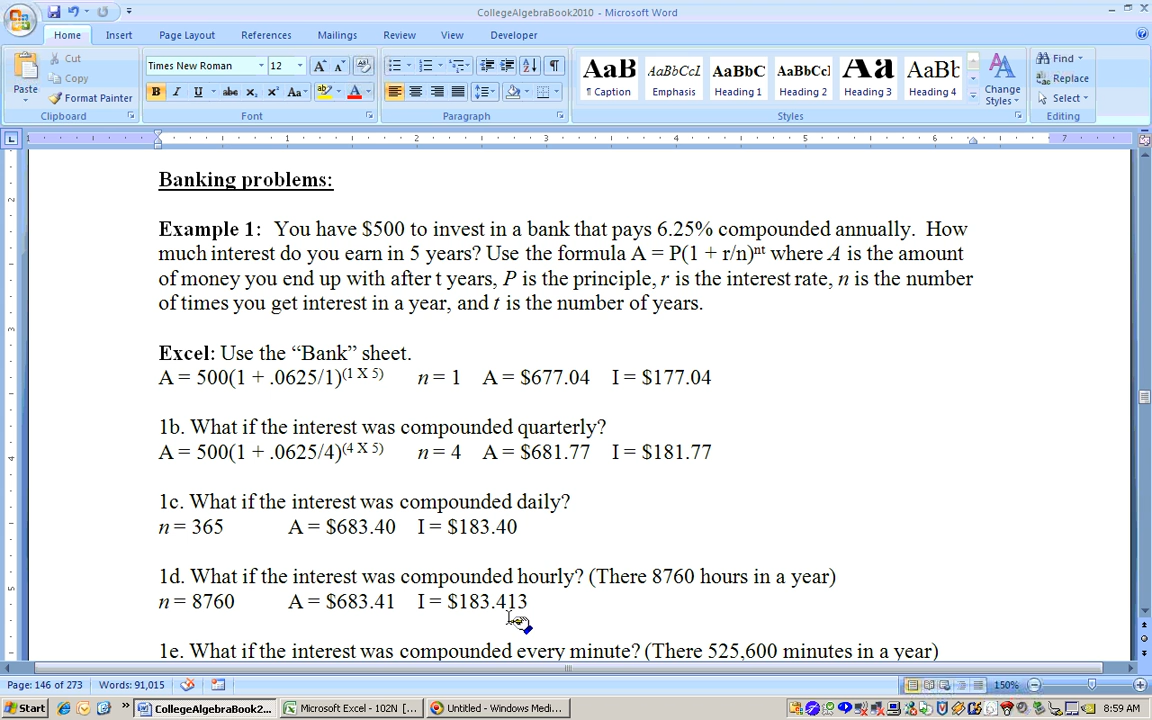 CollegeAlgebraBook2010 - Microsoft Word
Home Insert Page Layout References Mailings Review View Developer
Paste Cut Copy Format Painter Clipboard
Times New Roman 12 Font
Paragraph
AaB AaBbCcL AaBbC AaBbCcI Aa AaBb
¶ Caption Emphasis Heading 1 Heading 2 Heading 3 Heading 4 Change Styles
Styles
Find Replace Select Editing
Banking problems:
Example 1: You have $500 to invest in a bank that pays 6.25% compounded annually. How
much interest do you earn in 5 years? Use the formula A = P(1 + r/n)ⁿᵗ where A is the amount
of money you end up with after t years, P is the principle, r is the interest rate, n is the number
of times you get interest in a year, and t is the number of years.
Excel: Use the “Bank” sheet.
A = 500(1 + .0625/1)(1 X 5) n = 1 A = $677.04 I = $177.04
1b. What if the interest was compounded quarterly?
A = 500(1 + .0625/4)(4 X 5) n = 4 A = $681.77 I = $181.77
1c. What if the interest was compounded daily?
n = 365 A = $683.40 I = $183.40
1d. What if the interest was compounded hourly? (There 8760 hours in a year)
n = 8760 A = $683.41 I = $183.413
1e. What if the interest was compounded every minute? (There 525,600 minutes in a year)
Page: 146 of 273 Words: 91,015 150%
Start CollegeAlgebraBook2... Microsoft Excel - 102N [... Untitled - Windows Medi... 8:59 AM